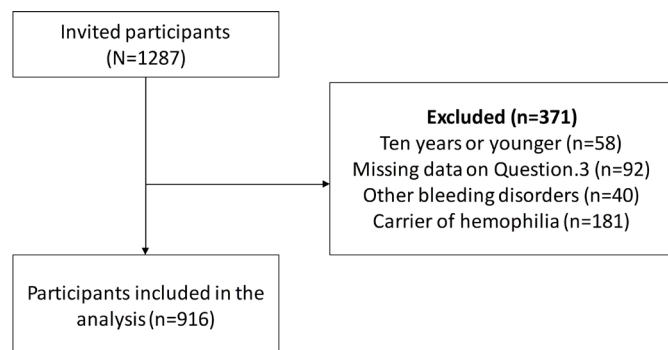 Invited participants
(N=1287)
Excluded (n=371)
Ten years or younger (n=58)
Missing data on Question.3 (n=92)
Other bleeding disorders (n=40)
Carrier of hemophilia (n=181)
Participants included in the
analysis (n=916)